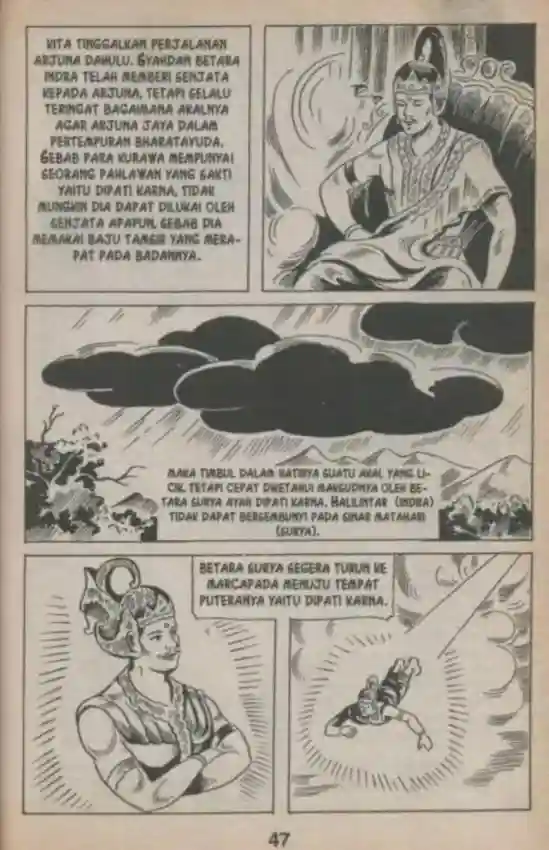 KITA TINGGALKAN PERJALANAN
ARJUNA DAHULU. SYAHDAN BETARA
INDRA TELAH MEMBERI SENJATA
KEPADA ARJUNA, TETAPI SELALU
TERINGAT BAGAIMANA AKALNYA
AGAR ARJUNA JAYA DALAM
PERTEMPURAN BHARATAYUDA.
SEBAB PARA KURAWA MEMPUNYAI
SEORANG PAHLAWAN YANG SAKTI
YAITU DIPATI KARNA, TIDAK
MUNGKIN DIA DAPAT DILUKAI OLEH
SENJATA APAPUN, SEBAB DIA
MEMAKAI BAJU TAMSIR YANG MERA-
PAT PADA BADANNYA.
MAKA TIMBUL DALAM HATINYA SUATU AKAL YANG LI-
CIK, TETAPI CEPAT DIKETAHUI MAKSUDNYA OLEH BE-
TARA SURYA AYAH DIPATI KARNA. HALILINTAR (INDRA)
TIDAK DAPAT BERSEMBUNYI PADA SINAR MATAHARI
(SURYA).
BETARA SURYA SEGERA TURUN KE
MARCAPADA MENUJU TEMPAT
PUTERANYA YAITU DIPATI KARNA.
47